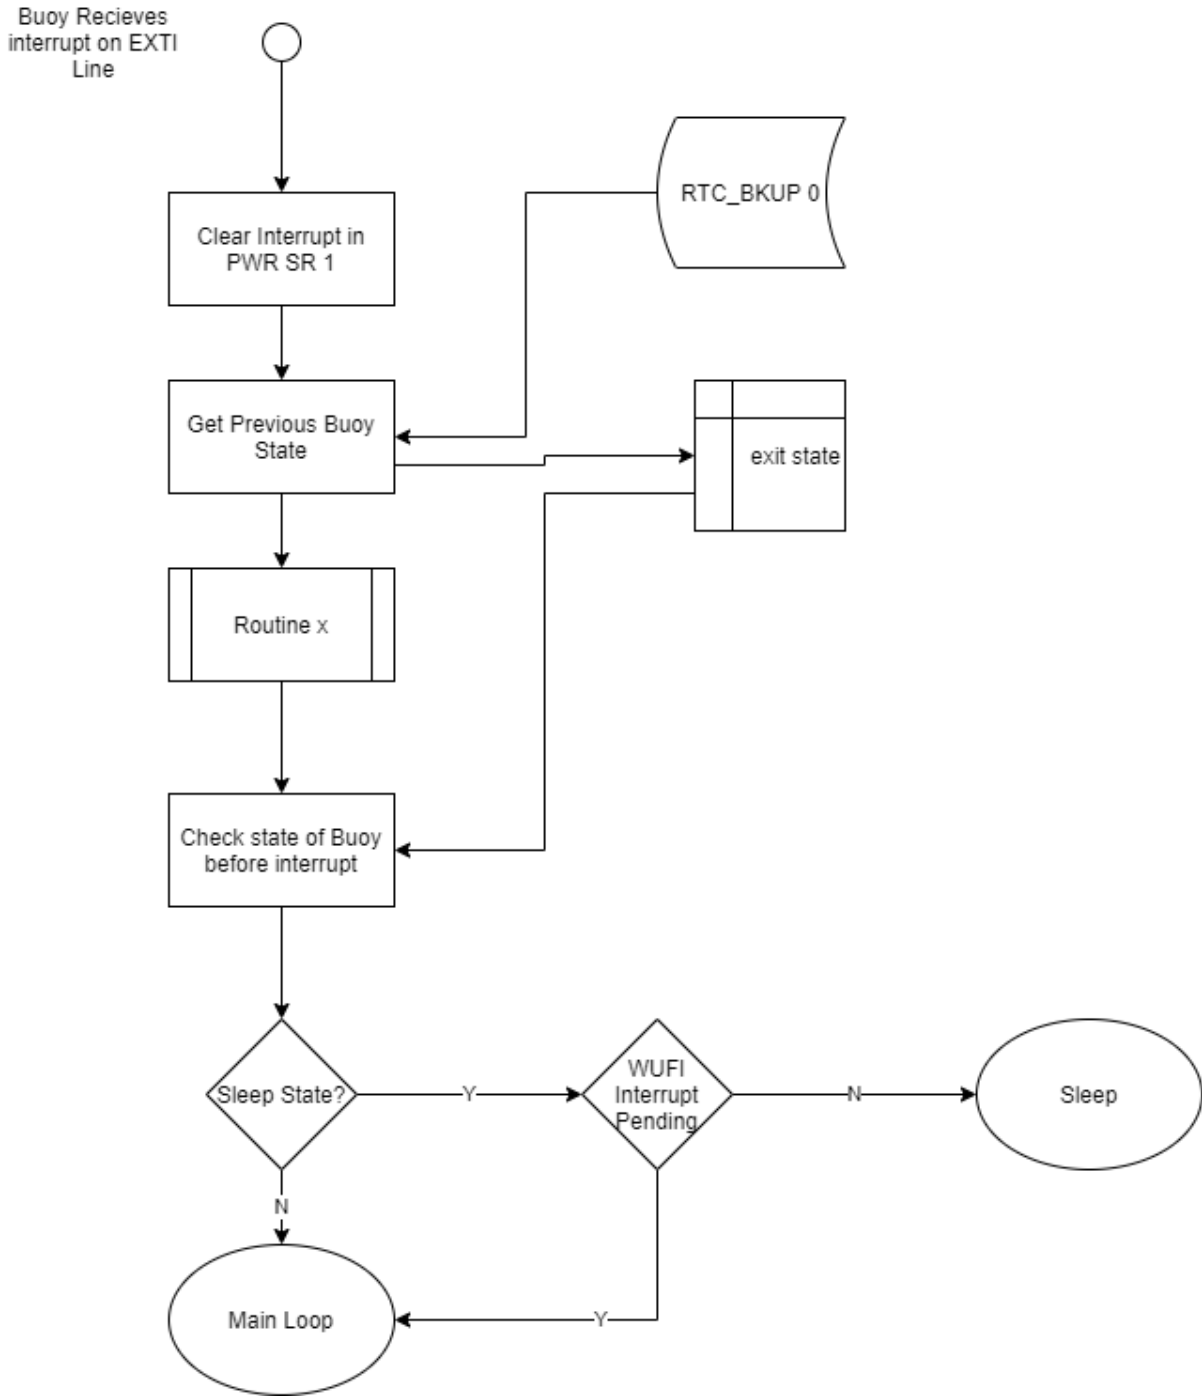 Buoy Recieves
interrupt on EXTI
Line
Clear Interrupt in
PWR SR 1
RTC_BKUP 0
Get Previous Buoy
State
exit state
Routine x
Check state of Buoy
before interrupt
Sleep State?
Y
WUFI
Interrupt
Pending
N
Sleep
N
Main Loop
Y